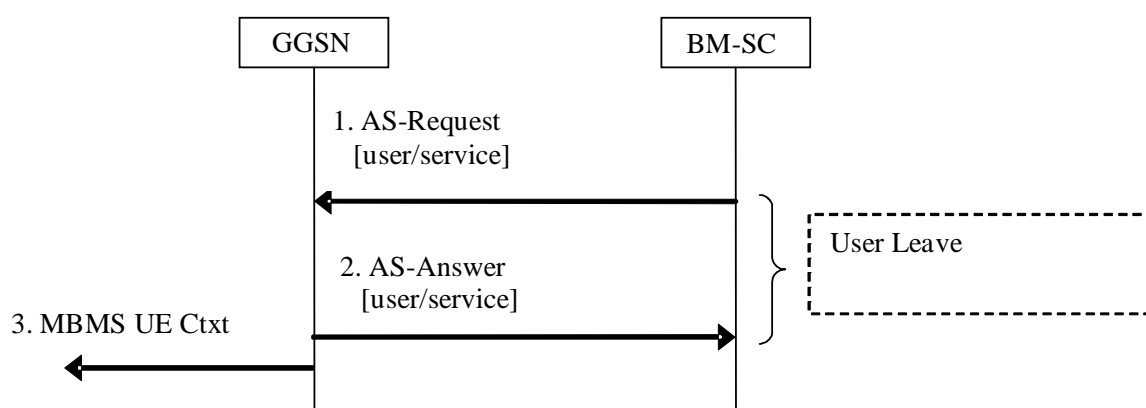 GGSN
BM-SC
1. AS-Request
[user/service]
User Leave
2. AS-Answer
[user/service]
3. MBMS UE Ctxt